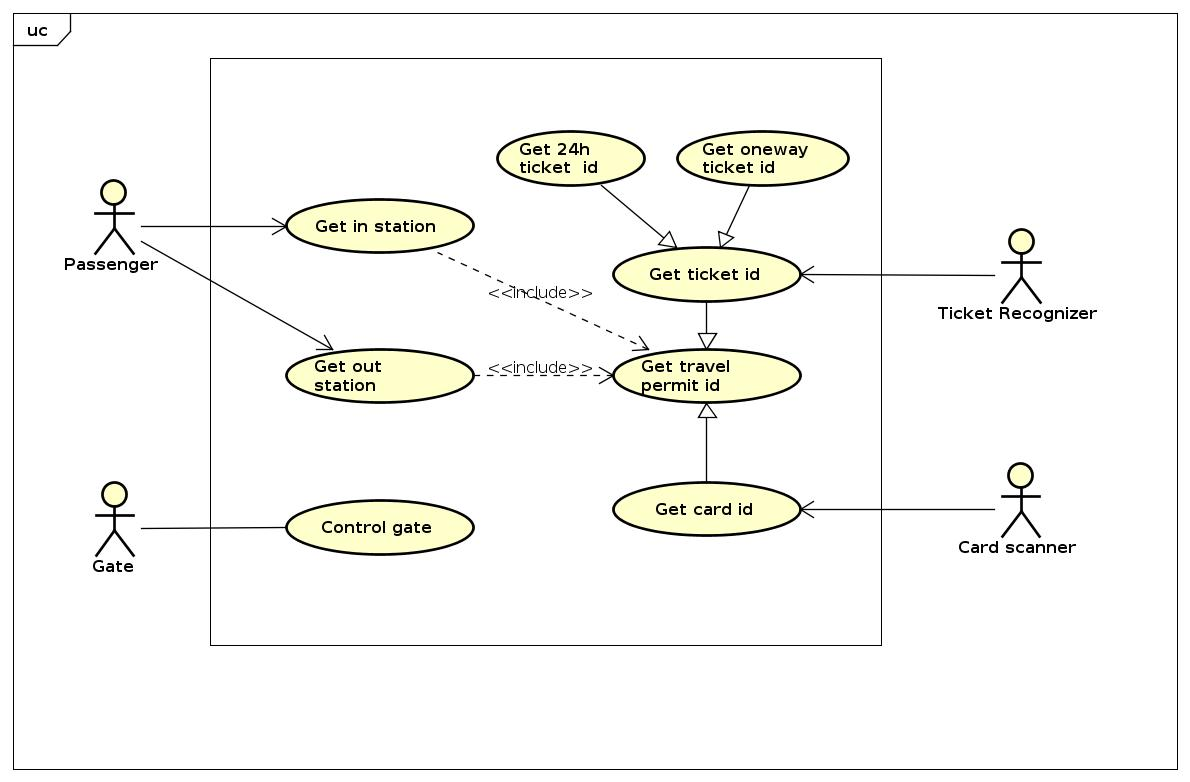 uc
Get 24h
ticket  id
Get oneway
ticket id
Get in station
Passenger
Get ticket id
<<include>>
Ticket Recognizer
Get out
station
<<include>>
Get travel
permit id
Control gate
Get card id
Gate
Card scanner